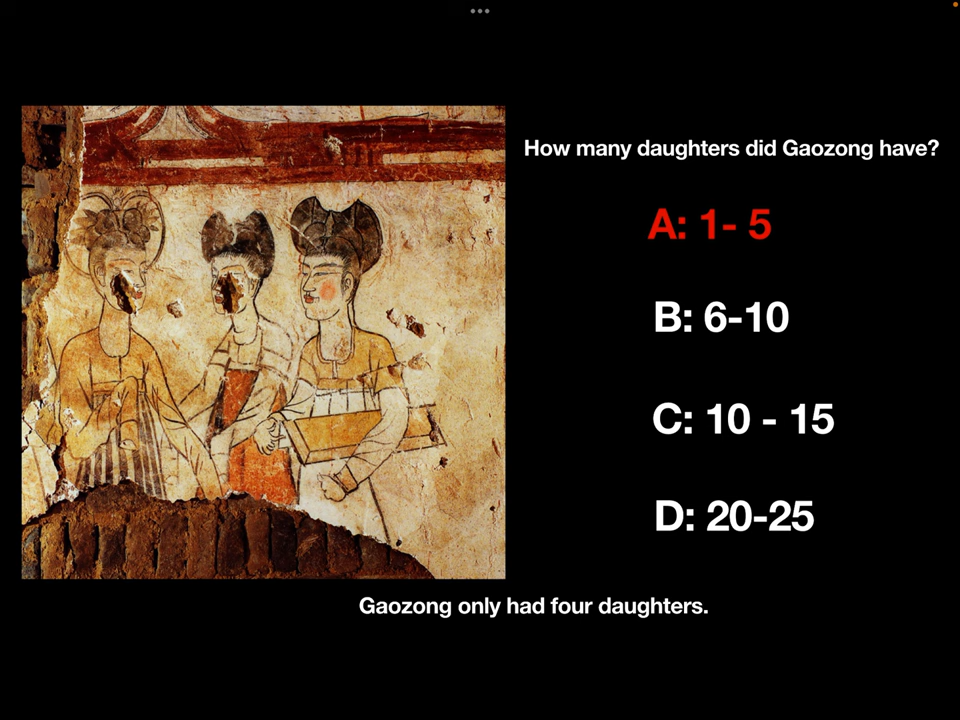 How many daughters did Gaozong have?
A: 1- 5
B: 6-10
C: 10 - 15
D: 20-25
Gaozong only had four daughters.